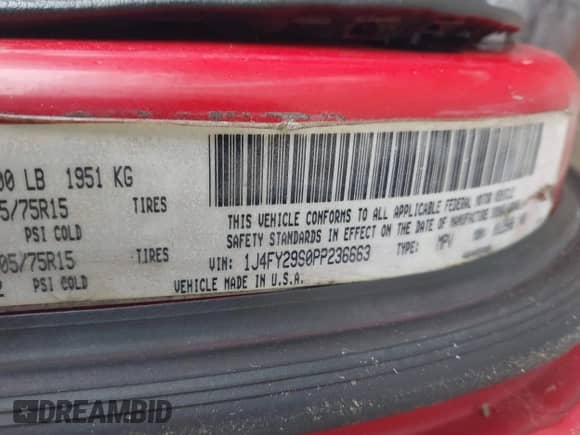 00 LB 1951 KG
5/75R15 TIRES
PSI COLD
05/75R15 TIRES
2 PSI COLD
THIS VEHICLE CONFORMS TO ALL APPLICABLE FEDERAL MOTOR VEHICLE
SAFETY STANDARDS IN EFFECT ON THE DATE OF MANUFACTURE SHOWN
VIN: 1J4FY29S0PP236663 TYPE: MPV
VEHICLE MADE IN U.S.A.
DREAMBID